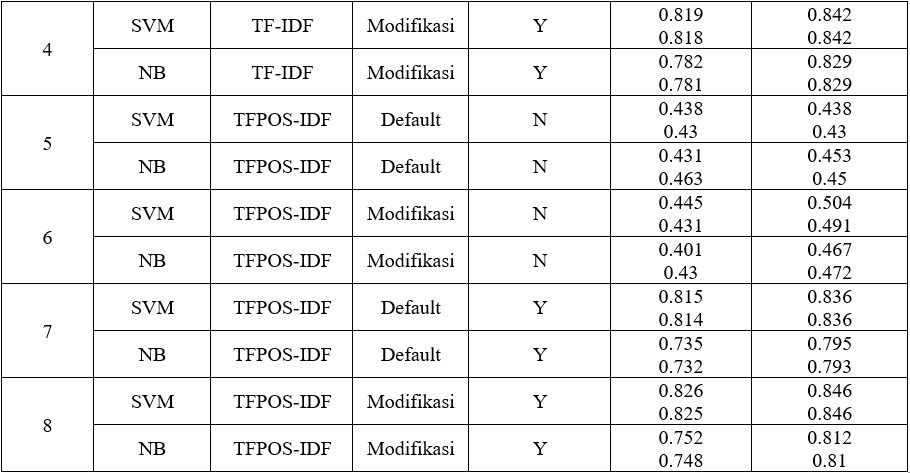 4
SVM TF-IDF Modifikasi Y 0.819 0.842
0.818 0.842
NB TF-IDF Modifikasi Y 0.782 0.829
0.781 0.829
5
SVM TFPOS-IDF Default N 0.438 0.438
0.43 0.43
NB TFPOS-IDF Default N 0.431 0.453
0.463 0.45
6
SVM TFPOS-IDF Modifikasi N 0.445 0.504
0.431 0.491
NB TFPOS-IDF Modifikasi N 0.401 0.467
0.43 0.472
7
SVM TFPOS-IDF Default Y 0.815 0.836
0.814 0.836
NB TFPOS-IDF Default Y 0.735 0.795
0.732 0.793
8
SVM TFPOS-IDF Modifikasi Y 0.826 0.846
0.825 0.846
NB TFPOS-IDF Modifikasi Y 0.752 0.812
0.748 0.81